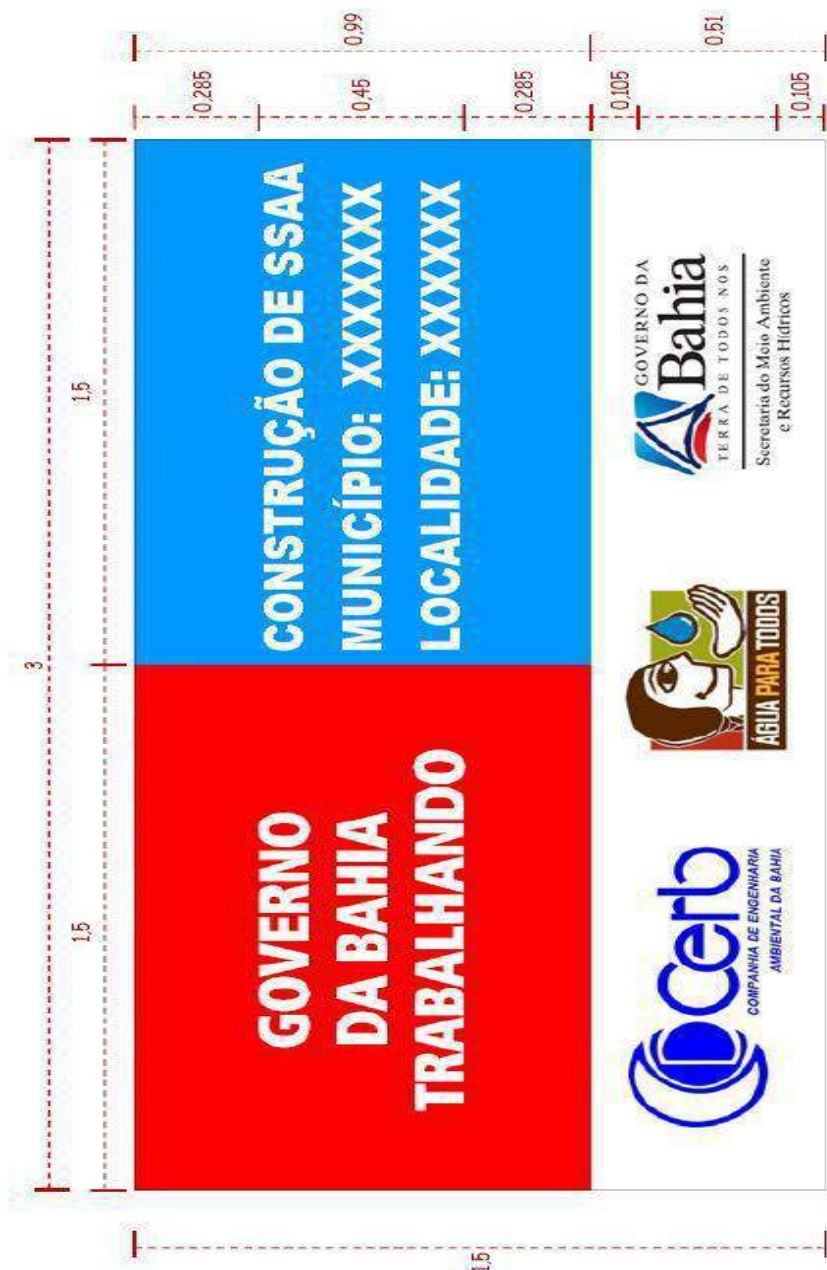 3
1,5
1,5
1,5
0,99
0,51
0,285
0,45
0,285
0,105
0,105
GOVERNO
DA BAHIA
TRABALHANDO
CONSTRUÇÃO DE SSAA
MUNICÍPIO: XXXXXXX
LOCALIDADE: XXXXXX
Cerb
COMPANHIA DE ENGENHARIA
AMBIENTAL DA BAHIA
ÁGUA PARA TODOS
GOVERNO DA
Bahia
TERRA DE TODOS NÓS
Secretaria do Meio Ambiente
e Recursos Hídricos